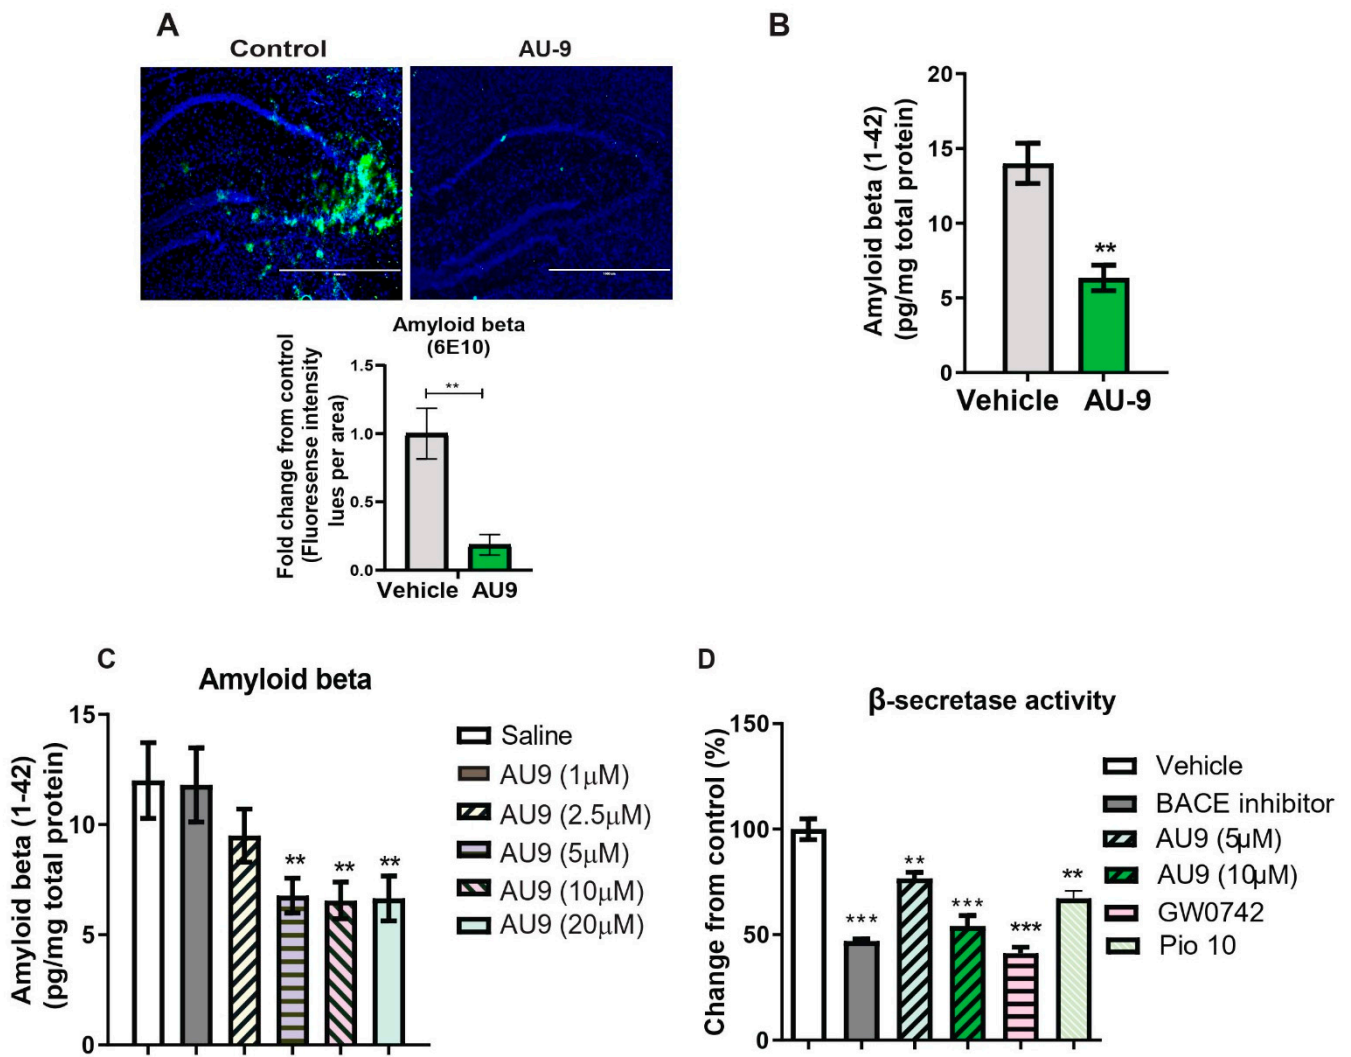 A
Control
AU-9
Amyloid beta
(6E10)
Fold change from control
(Fluoresense intensity
lues per area)
1.5
1.0
0.5
0.0
**
Vehicle
AU9
B
Amyloid beta (1-42)
(pg/mg total protein)
20
15
10
5
0
**
Vehicle
AU-9
C
Amyloid beta
Amyloid beta (1-42)
(pg/mg total protein)
15
10
5
0
**
**
**
Saline
AU9 (1μM)
AU9 (2.5μM)
AU9 (5μM)
AU9 (10μM)
AU9 (20μM)
D
β-secretase activity
Change from control (%)
150
100
50
0
***
**
***
***
**
Vehicle
BACE inhibitor
AU9 (5μM)
AU9 (10μM)
GW0742
Pio 10